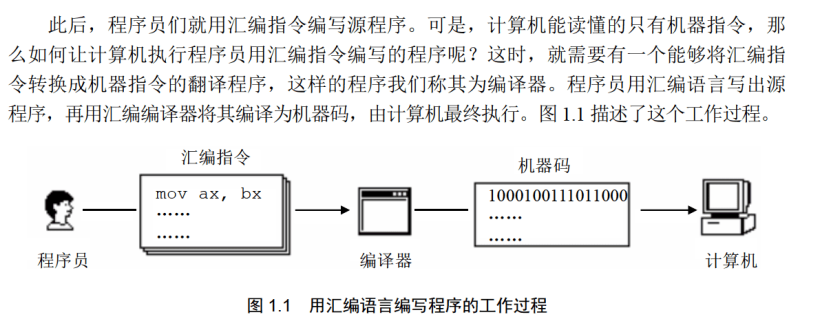 此后，程序员们就用汇编指令编写源程序。可是，计算机能读懂的只有机器指令，那
么如何让计算机执行程序员用汇编指令编写的程序呢？这时，就需要有一个能够将汇编指
令转换成机器指令的翻译程序，这样的程序我们称其为编译器。程序员用汇编语言写出源
程序，再用汇编编译器将其编译为机器码，由计算机最终执行。图 1.1 描述了这个工作过程。
汇编指令
机器码
mov ax, bx
……
……
1000100111011000
……
……
程序员
编译器
计算机
图 1.1 用汇编语言编写程序的工作过程